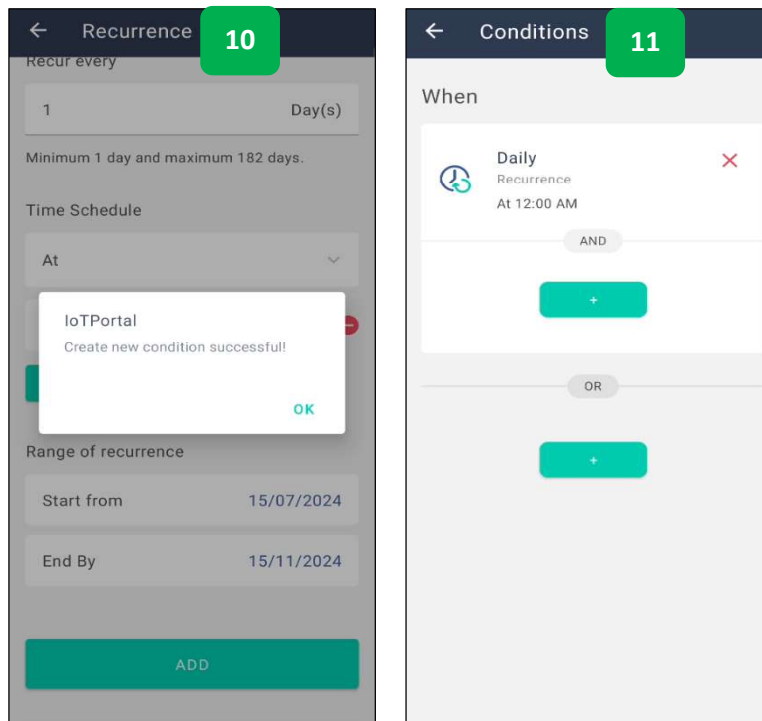 Recurrence
10
Recur every
1 Day(s)
Minimum 1 day and maximum 182 days.
Time Schedule
At
IoTPortal
Create new condition successful!
OK
Range of recurrence
Start from 15/07/2024
End By 15/11/2024
ADD
Conditions
11
When
Daily
Recurrence
At 12:00 AM
AND
+
OR
+